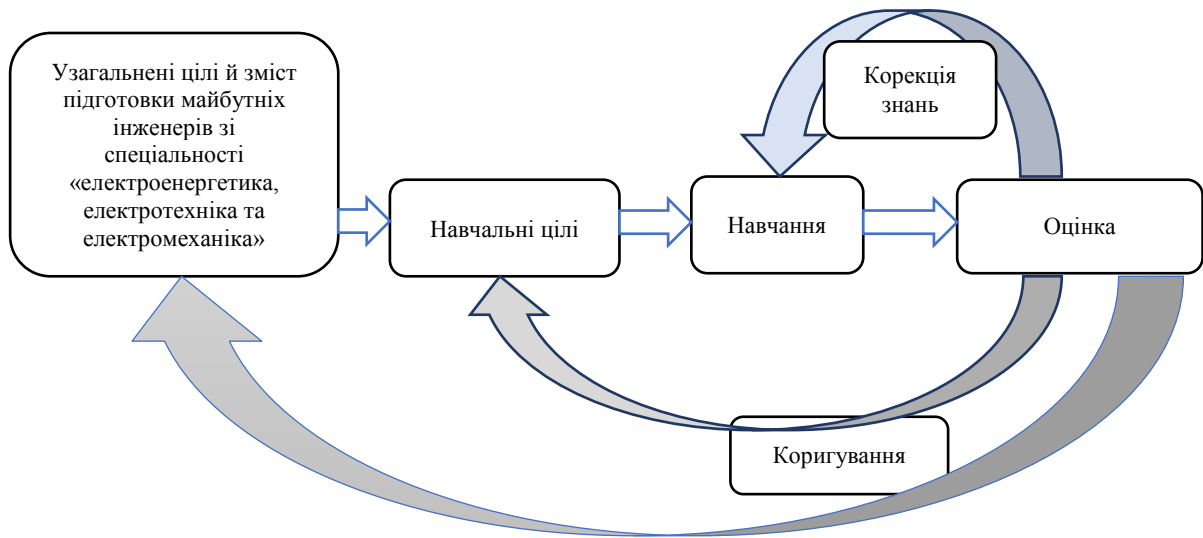 Узагальнені цілі й зміст
підготовки майбутніх
інженерів зі
спеціальності
«електроенергетика,
електротехніка та
електромеханіка»
Навчальні цілі
Навчання
Оцінка
Корекція
знань
Коригування